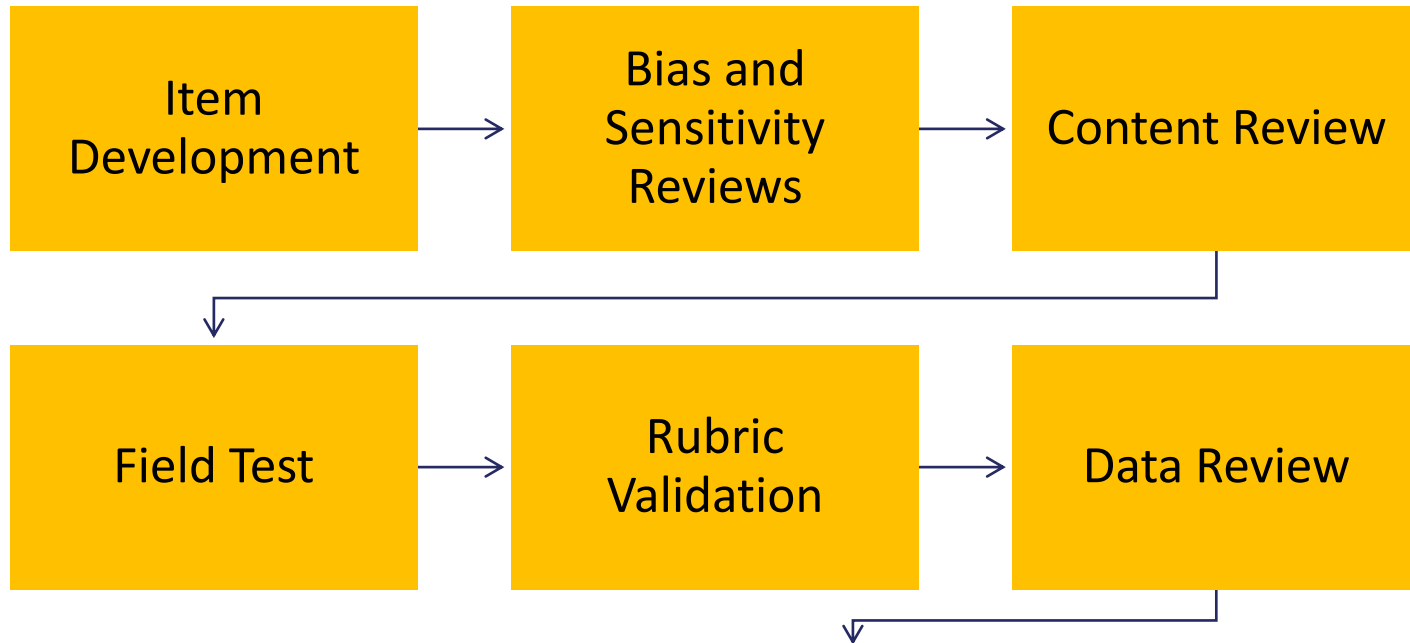 Item
Development
Bias and
Sensitivity
Reviews
Content Review
Field Test
Rubric
Validation
Data Review